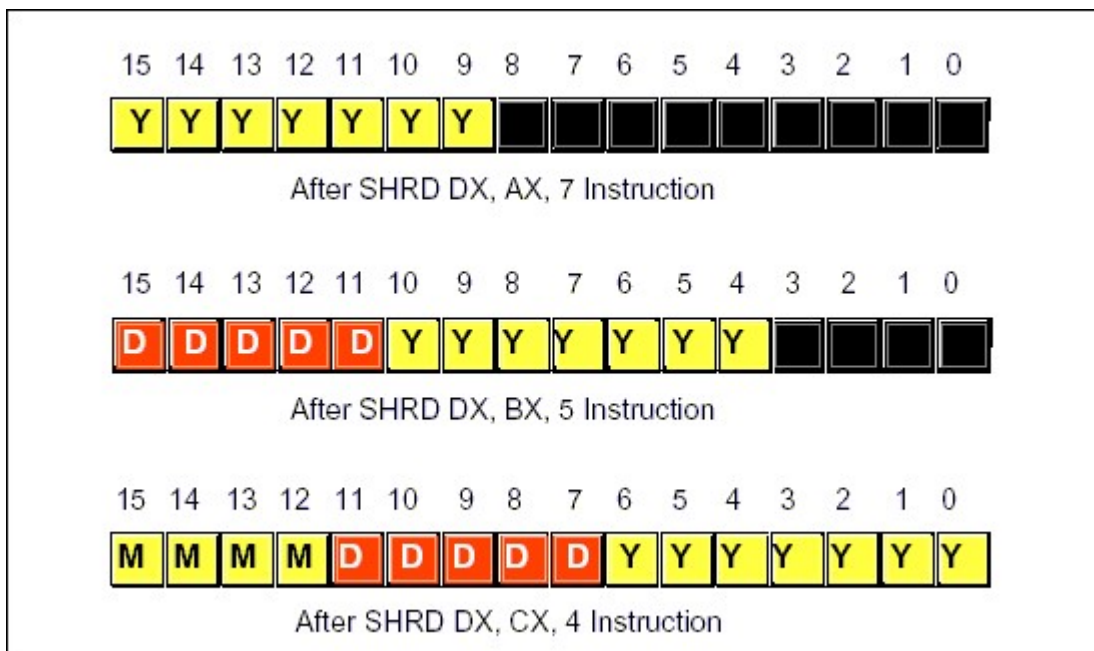 15 14 13 12 11 10 9 8 7 6 5 4 3 2 1 0
Y Y Y Y Y Y Y
After SHRD DX, AX, 7 Instruction
15 14 13 12 11 10 9 8 7 6 5 4 3 2 1 0
D D D D D Y Y Y Y Y Y Y
After SHRD DX, BX, 5 Instruction
15 14 13 12 11 10 9 8 7 6 5 4 3 2 1 0
M M M M D D D D D Y Y Y Y Y Y Y
After SHRD DX, CX, 4 Instruction